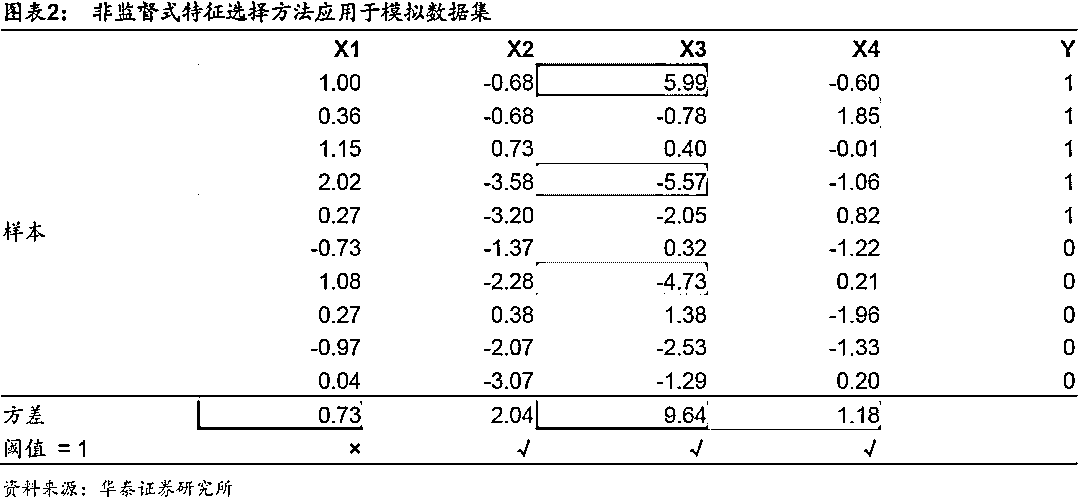 图表2： 非监督式特征选择方法应用于模拟数据集
X1 X2 X3 X4 Y
1.00 -0.68 5.99 -0.60 1
0.36 -0.68 -0.78 1.85 1
1.15 0.73 0.40 -0.01 1
2.02 -3.58 -5.57 -1.06 1
样本 0.27 -3.20 -2.05 0.82 1
-0.73 -1.37 0.32 -1.22 0
1.08 -2.28 -4.73 0.21 0
0.27 0.38 1.38 -1.96 0
-0.97 -2.07 -2.53 -1.33 0
0.04 -3.07 -1.29 0.20 0
方差 0.73 2.04 9.64 1.18
阈值 = 1 × √ √ √
资料来源：华泰证券研究所